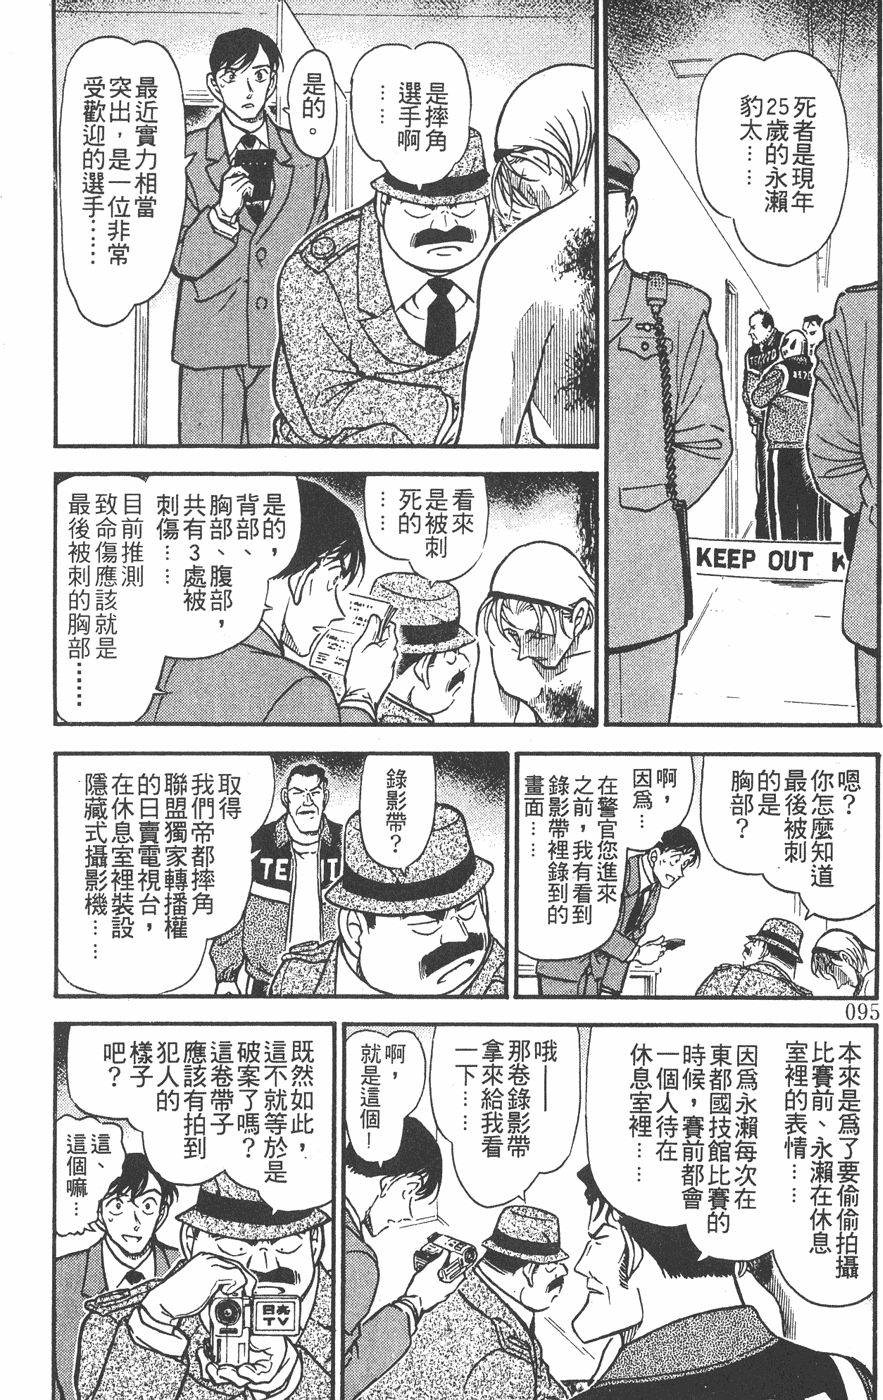 死者是現年
25歲的永瀨
豹太……
是摔角
選手啊
……
是的。
最近實力相當
突出，是一位非常
受歡迎的選手……
KEEP OUT K
看來
是被刺
死的
……
是的，
背部、
胸部、腹部，
共有3處被
刺傷……
目前推測
致命傷應該就是
最後被刺的胸部……
嗯？
你怎麼知道
最後被刺
的是
胸部？
啊，
因爲…
在警官您進來
之前，我有看到
錄影帶裡錄到的
畫面……
錄影帶？
TE IT
取得
我們帝都摔角
聯盟獨家轉播權
的日賣電視台，
在休息室裡裝設
隱藏式攝影機……
095
本來是爲了要偷偷拍攝
比賽前、永瀨在休息
室裡的表情……
因爲永瀨每次在
東都國技館比賽的
時候，賽前都會
一個人待在
休息室裡……
哦——
那卷錄影帶
拿來給我看
一下……
啊，
就是這個！
既然如此，
這不就等於是
破案了嗎？
這卷帶子
應該有拍到
犯人的
樣子
吧？
這、
這個嘛…
TV